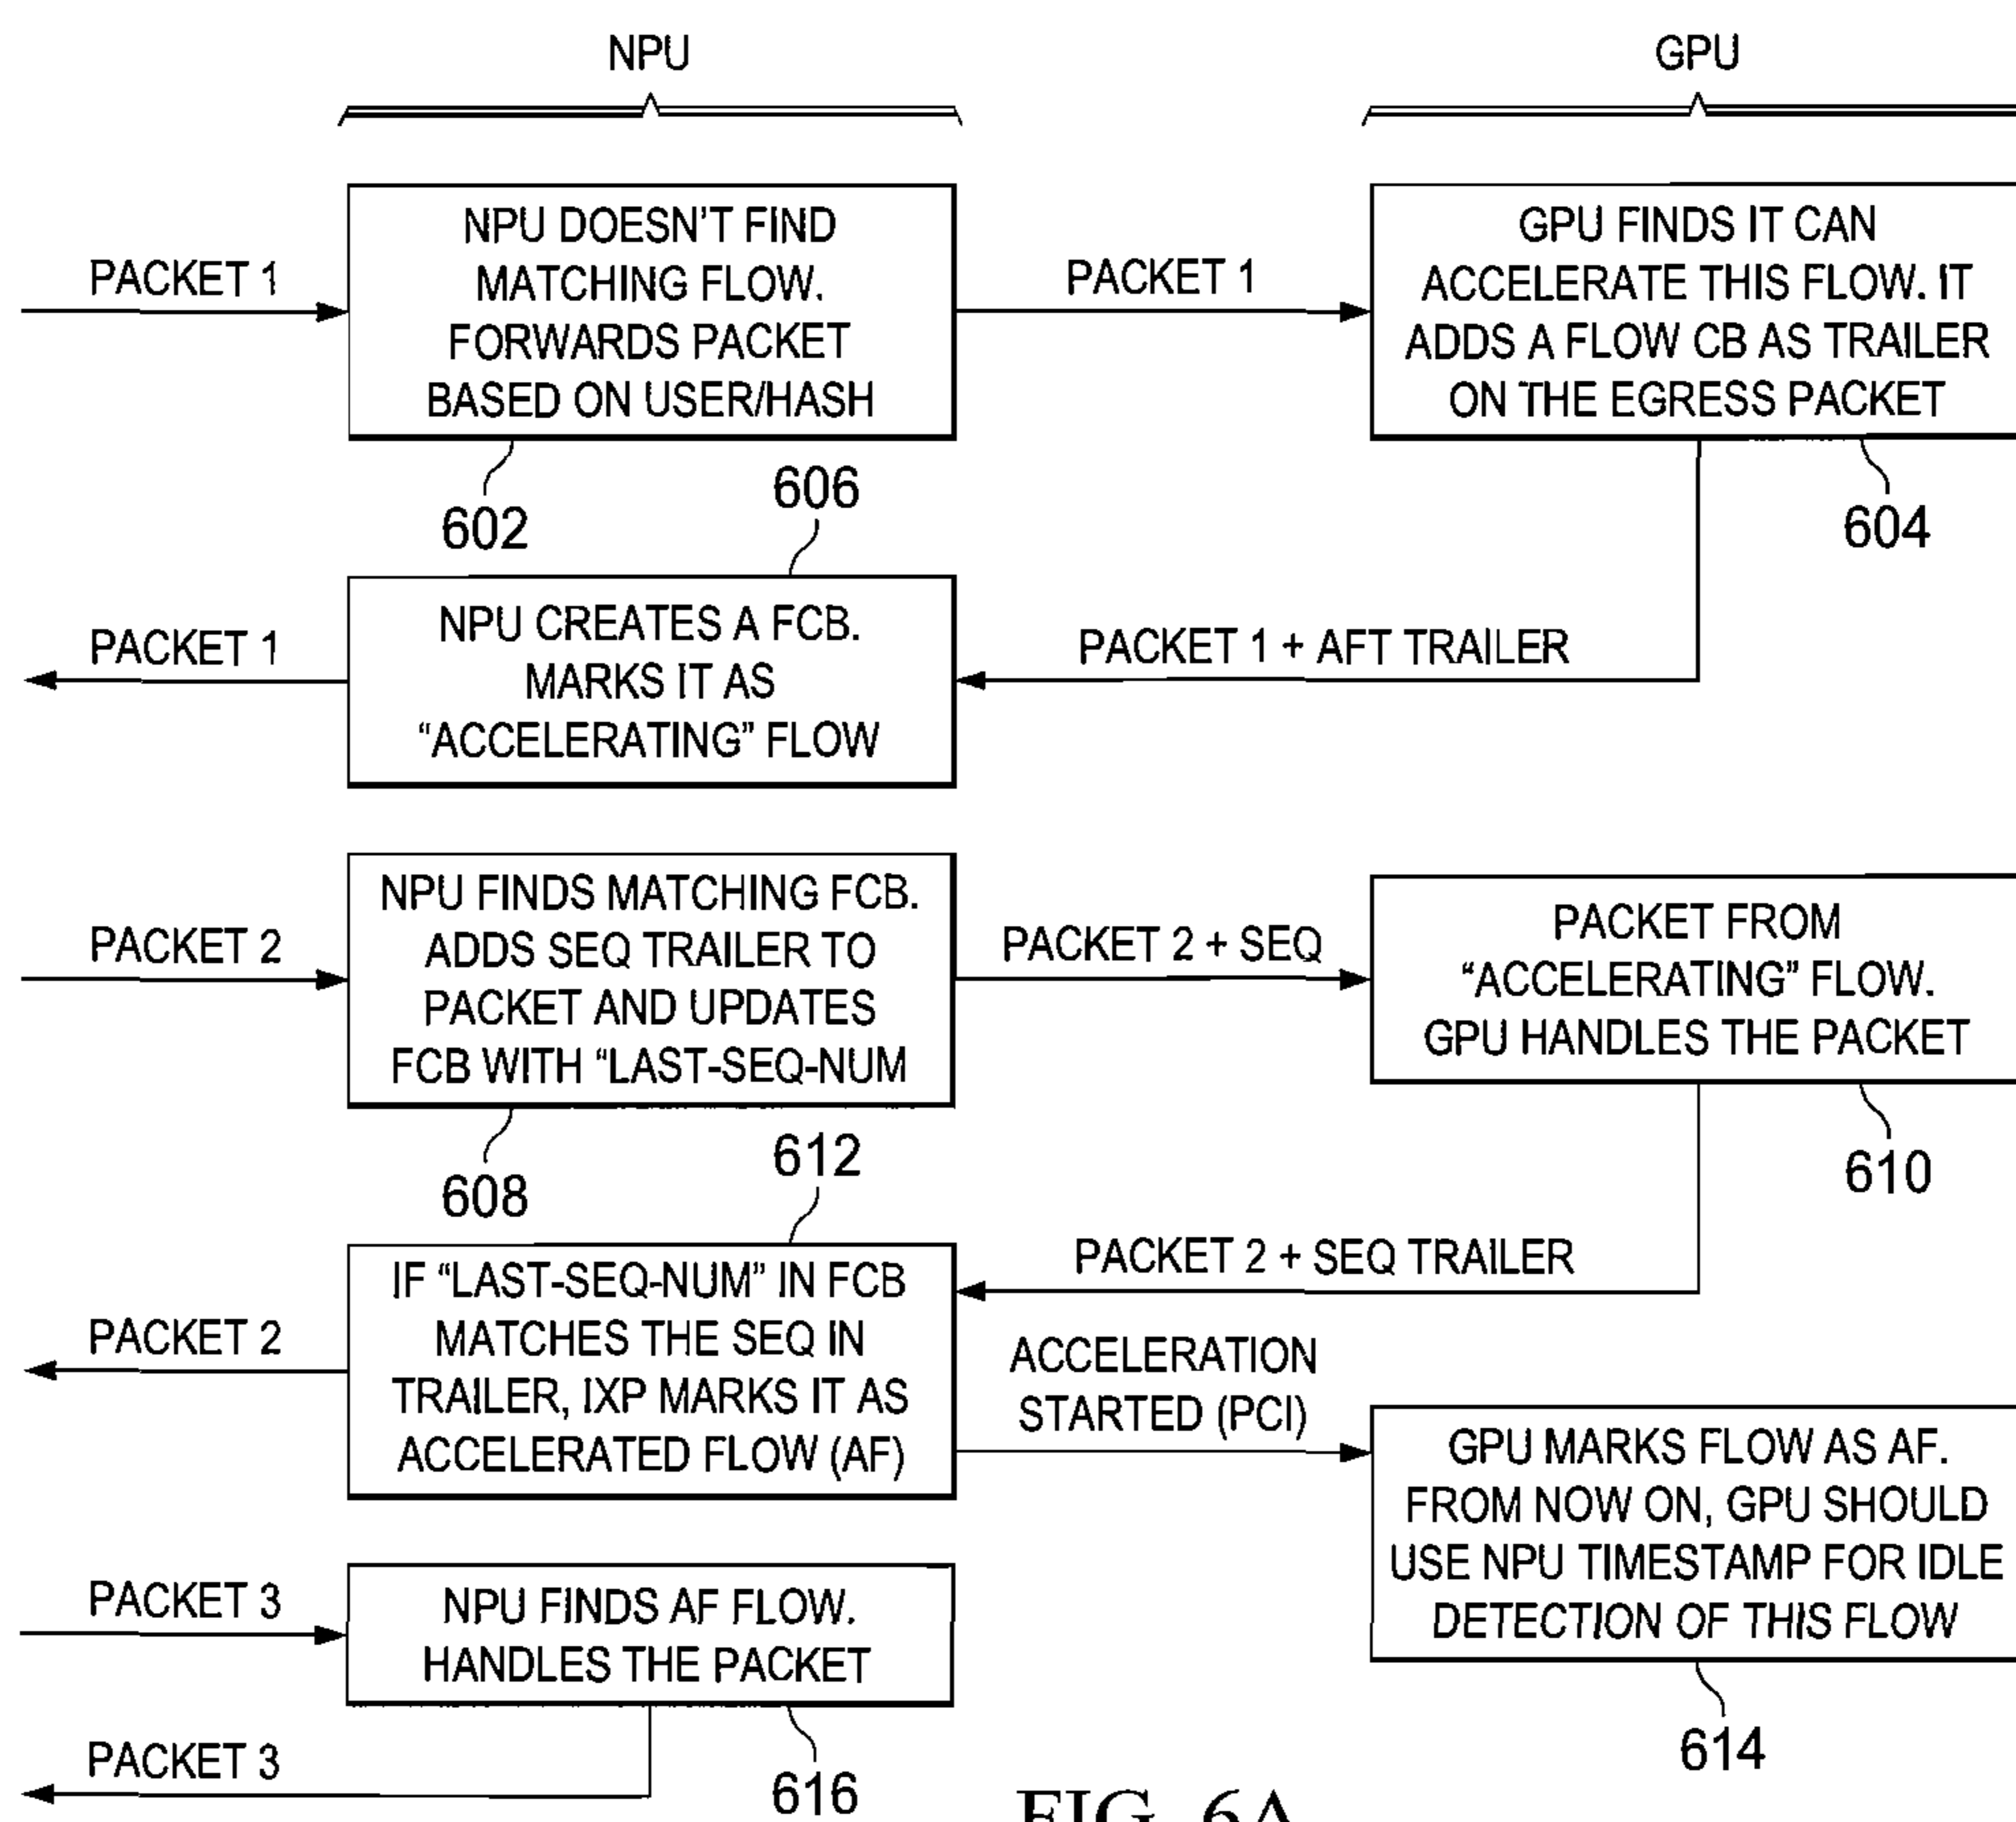 NPU
GPU
PACKET 1
NPU DOESN'T FIND
MATCHING FLOW.
FORWARDS PACKET
BASED ON USER/HASH
PACKET 1
GPU FINDS IT CAN
ACCELERATE THIS FLOW. IT
ADDS A FLOW CB AS TRAILER
ON THE EGRESS PACKET
602
606
604
PACKET 1
NPU CREATES A FCB.
MARKS IT AS
“ACCELERATING” FLOW
PACKET 1 + AFT TRAILER
PACKET 2
NPU FINDS MATCHING FCB.
ADDS SEQ TRAILER TO
PACKET AND UPDATES
FCB WITH “LAST-SEQ-NUM
PACKET 2 + SEQ
PACKET FROM
“ACCELERATING” FLOW.
GPU HANDLES THE PACKET
608
612
610
PACKET 2
IF “LAST-SEQ-NUM” IN FCB
MATCHES THE SEQ IN
TRAILER, IXP MARKS IT AS
ACCELERATED FLOW (AF)
PACKET 2 + SEQ TRAILER
ACCELERATION
STARTED (PCI)
GPU MARKS FLOW AS AF.
FROM NOW ON, GPU SHOULD
USE NPU TIMESTAMP FOR IDLE
DETECTION OF THIS FLOW
614
PACKET 3
NPU FINDS AF FLOW.
HANDLES THE PACKET
PACKET 3
616
FIG. 6A